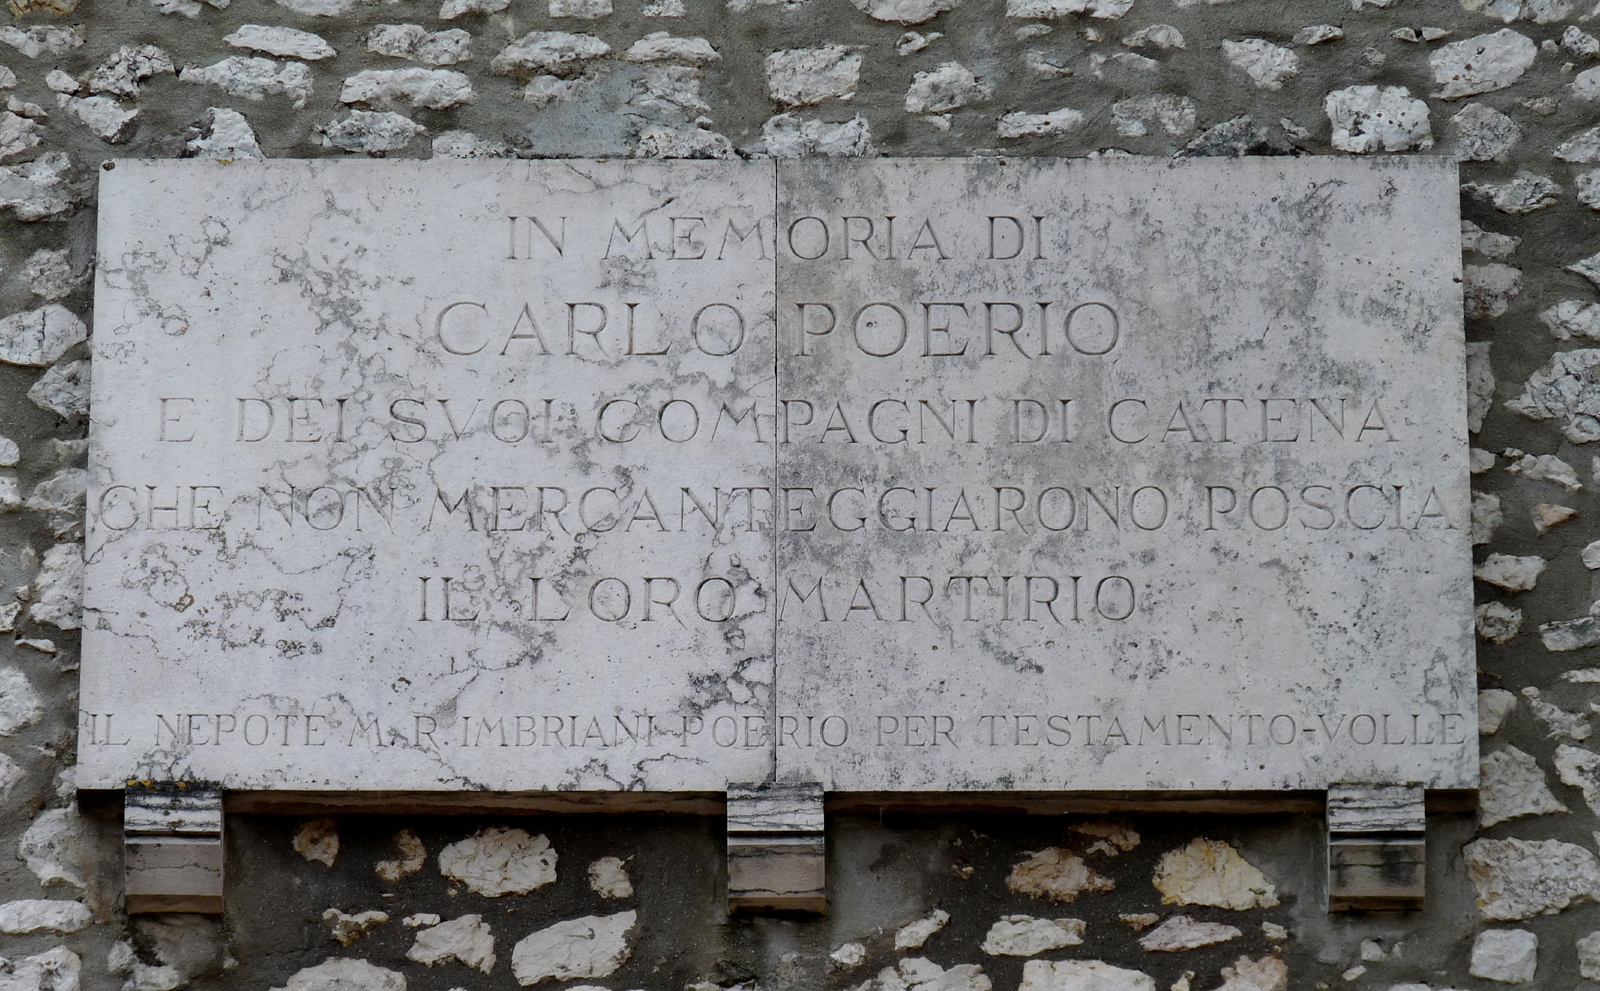 IN MEMORIA DI
CARLO POERIO
E DEI SVOI COMPAGNI DI CATENA
CHE NON MERCANTEGGIARONO POSCIA
IL LORO MARTIRIO
IL NEPOTE M. R. IMBRIANI POERIO PER TESTAMENTO-VOLLE